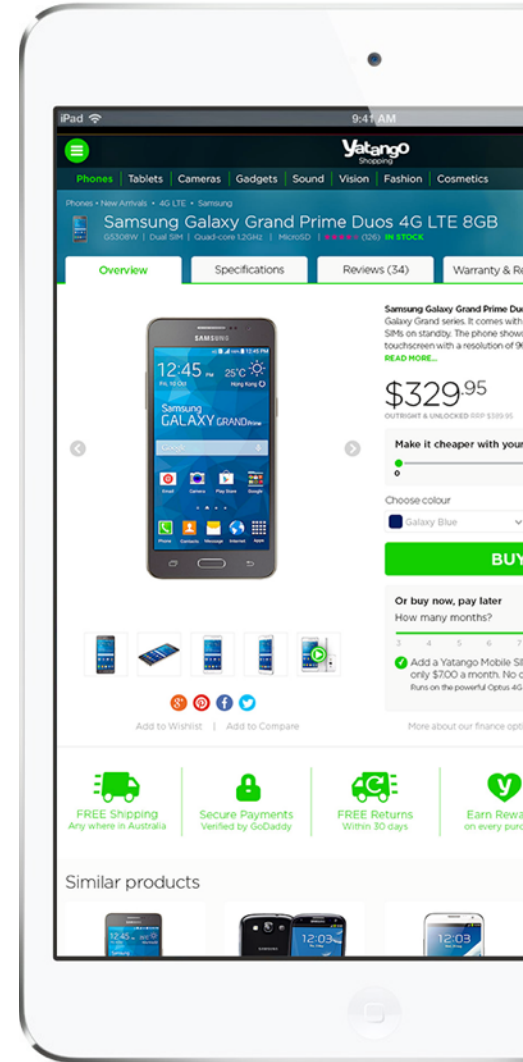 iPad 9:41 AM
Yatango
Shopping
Phones Tablets Cameras Gadgets Sound Vision Fashion Cosmetics
Phones • New Arrivals • 4G LTE • Samsung
Samsung Galaxy Grand Prime Duos 4G LTE 8GB
G5308W | Dual SIM | Quad-core 1.2GHz | MicroSD | (126) IN STOCK
Overview Specifications Reviews (34) Warranty & Re
Samsung Galaxy Grand Prime Du
Galaxy Grand series. It comes with
SIMs on standby. The phone show
touchscreen with a resolution of 9
READ MORE...
SAMSUNG
12:45 PM 25°C
Fri, 10 Oct Hong Kong
Samsung
GALAXY GRAND Prime
Google
Email Camera Play Store Google
Phone Contacts Message Internet Apps
$329.95
OUTRIGHT & UNLOCKED RRP $389.95
Make it cheaper with your
0
Choose colour
Galaxy Blue
BUY
Or buy now, pay later
How many months?
3 4 5 6 7
Add a Yatango Mobile SI
only $7.00 a month. No c
Runs on the powerful Optus 4G
Add to Wishlist | Add to Compare
More about our finance opti
FREE Shipping
Any where in Australia
Secure Payments
Verified by GoDaddy
FREE Returns
Within 30 days
Earn Rewa
on every purc
Similar products
12:45
SAMSUNG
12:03
12:03